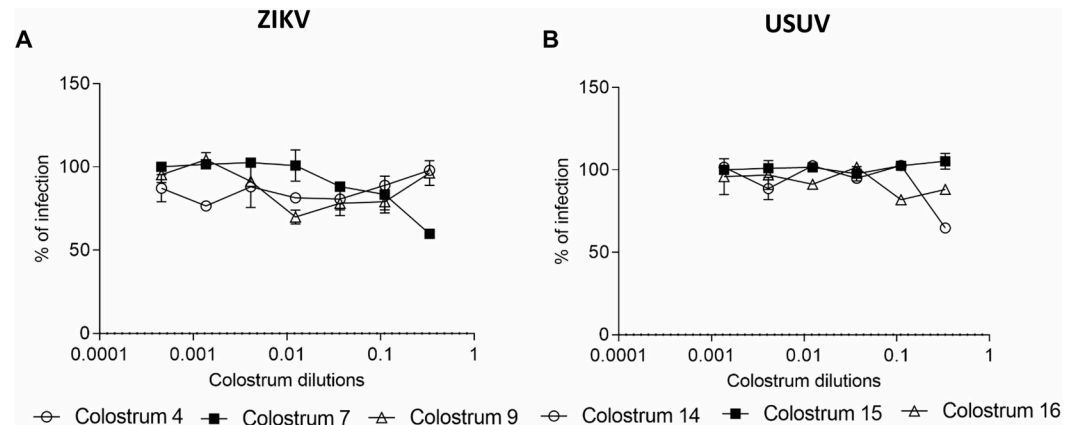 ZIKV
USUV
A
B
150
100
50
0
% of infection
0.0001
0.001
0.01
0.1
1
Colostrum dilutions
150
100
50
0
% of infection
0.0001
0.001
0.01
0.1
1
Colostrum dilutions
Colostrum 4
Colostrum 7
Colostrum 9
Colostrum 14
Colostrum 15
Colostrum 16